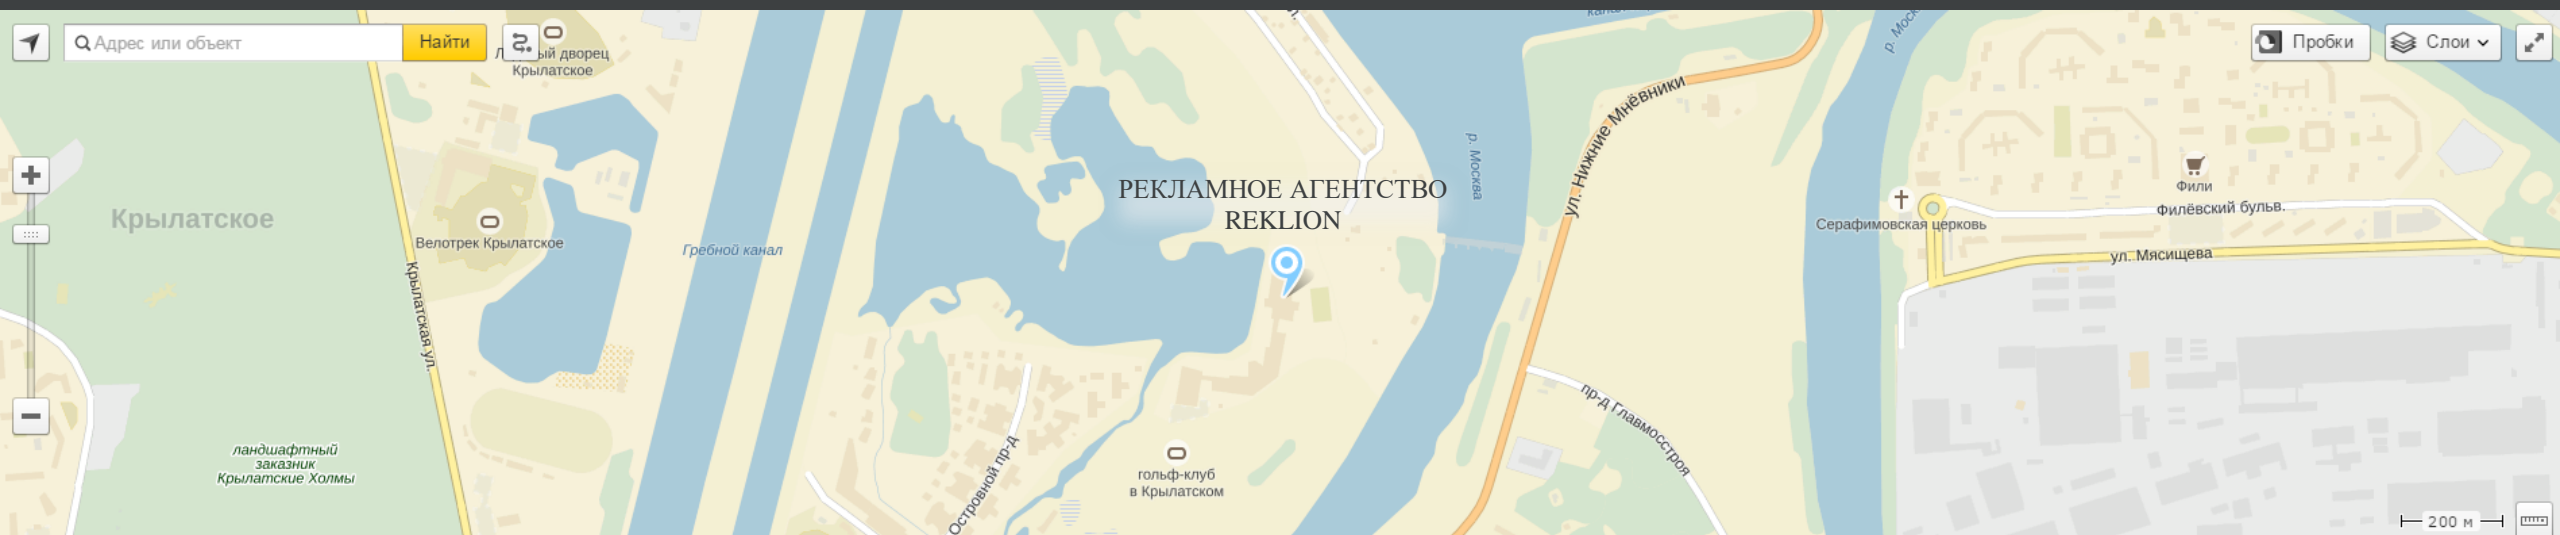 Адрес или объект
Найти
дворец
Крылатское
Пробки
Слои
р. Москва
ул. Нижние Мнёвники
РЕКЛАМНОЕ АГЕНТСТВО
REKLION
Фили
Филёвский бульв.
Серафимовская церковь
ул. Мясищева
Крылатское
Велотрек Крылатское
Гребной канал
Крылатская ул.
пр-д Главмосстроя
ландшафтный
заказник
Крылатские Холмы
Островной пр-д
гольф-клуб
в Крылатском
200 м